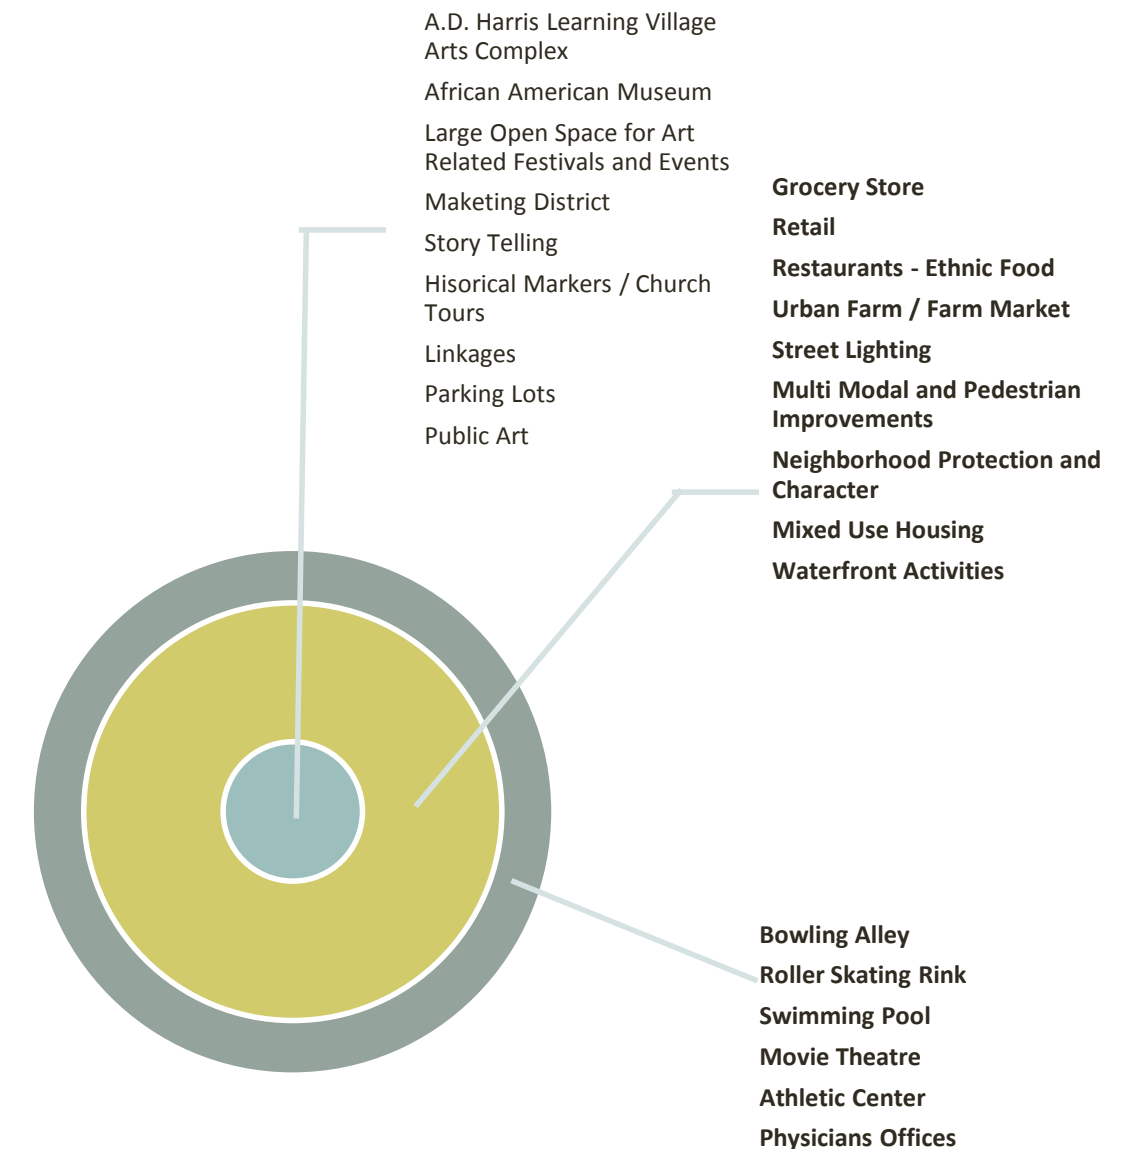 A.D. Harris Learning Village
Arts Complex
African American Museum
Large Open Space for Art
Related Festivals and Events
Maketing District
Story Telling
Hisorical Markers / Church
Tours
Linkages
Parking Lots
Public Art
Grocery Store
Retail
Restaurants - Ethnic Food
Urban Farm / Farm Market
Street Lighting
Multi Modal and Pedestrian
Improvements
Neighborhood Protection and
Character
Mixed Use Housing
Waterfront Activities
Bowling Alley
Roller Skating Rink
Swimming Pool
Movie Theatre
Athletic Center
Physicians Offices